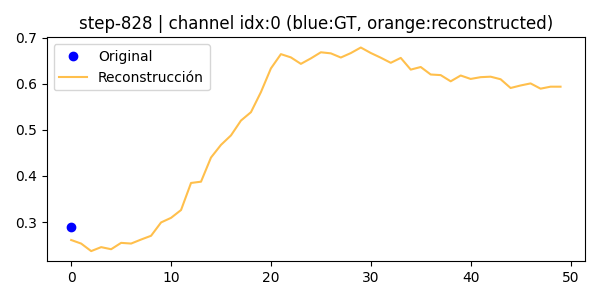 step-828 | channel idx:0 (blue:GT, orange:reconstructed)
0.7
0.6
0.5
0.4
0.3
Original
Reconstrucción
0 10 20 30 40 50